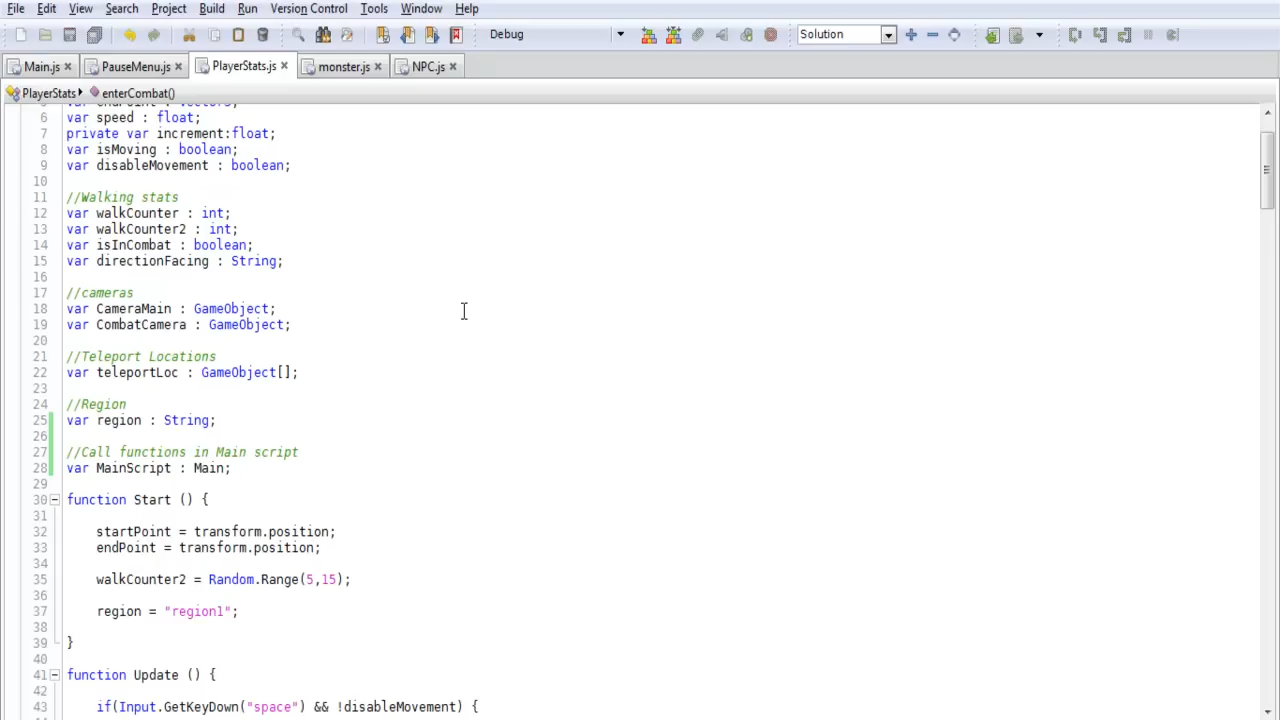 File Edit View Search Project Build Run Version Control Tools Window Help
Debug Solution
Main.js PauseMenu.js PlayerStats.js monster.js NPC.js
PlayerStats enterCombat()
6 var speed : float;
7 private var increment:float;
8 var isMoving : boolean;
9 var disableMovement : boolean;
10
11 //Walking stats
12 var walkCounter : int;
13 var walkCounter2 : int;
14 var isInCombat : boolean;
15 var directionFacing : String;
16
17 //cameras
18 var CameraMain : GameObject;
19 var CombatCamera : GameObject;
20
21 //Teleport Locations
22 var teleportLoc : GameObject[];
23
24 //Region
25 var region : String;
26
27 //Call functions in Main script
28 var MainScript : Main;
29
30 function Start () {
31
32 startPoint = transform.position;
33 endPoint = transform.position;
34
35 walkCounter2 = Random.Range(5,15);
36
37 region = "region1";
38
39 }
40
41 function Update () {
42
43 if(Input.GetKeyDown("space") && !disableMovement) {